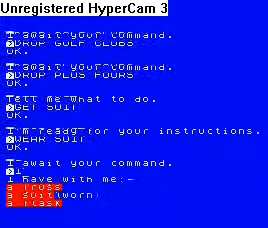 Unregistered HyperCam 3
I await your command.
>DROP GOLF CLUBS
OK.
I await your command.
>DROP PLUS FOURS
OK.
Tell me what to do.
>GET SUIT
OK.
I'm ready for your instructions.
>WEAR SUIT
OK.
I await your command.
>I
I have with me:-
a truss
a suit(worn)
a flask